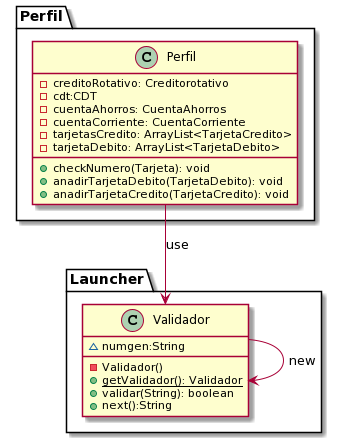 Perfil
C Perfil
creditoRotativo: Creditorotativo
cdt:CDT
cuentaAhorros: CuentaAhorros
cuentaCorriente: CuentaCorriente
tarjetasCredito: ArrayList<TarjetaCredito>
tarjetaDebito: ArrayList<TarjetaDebito>
checkNumero(Tarjeta): void
anadirTarjetaDebito(TarjetaDebito): void
anadirTarjetaCredito(TarjetaCredito): void
use
Launcher
C Validador
numgen:String
Validador()
getValidador(): Validador
validar(String): boolean
next():String
new